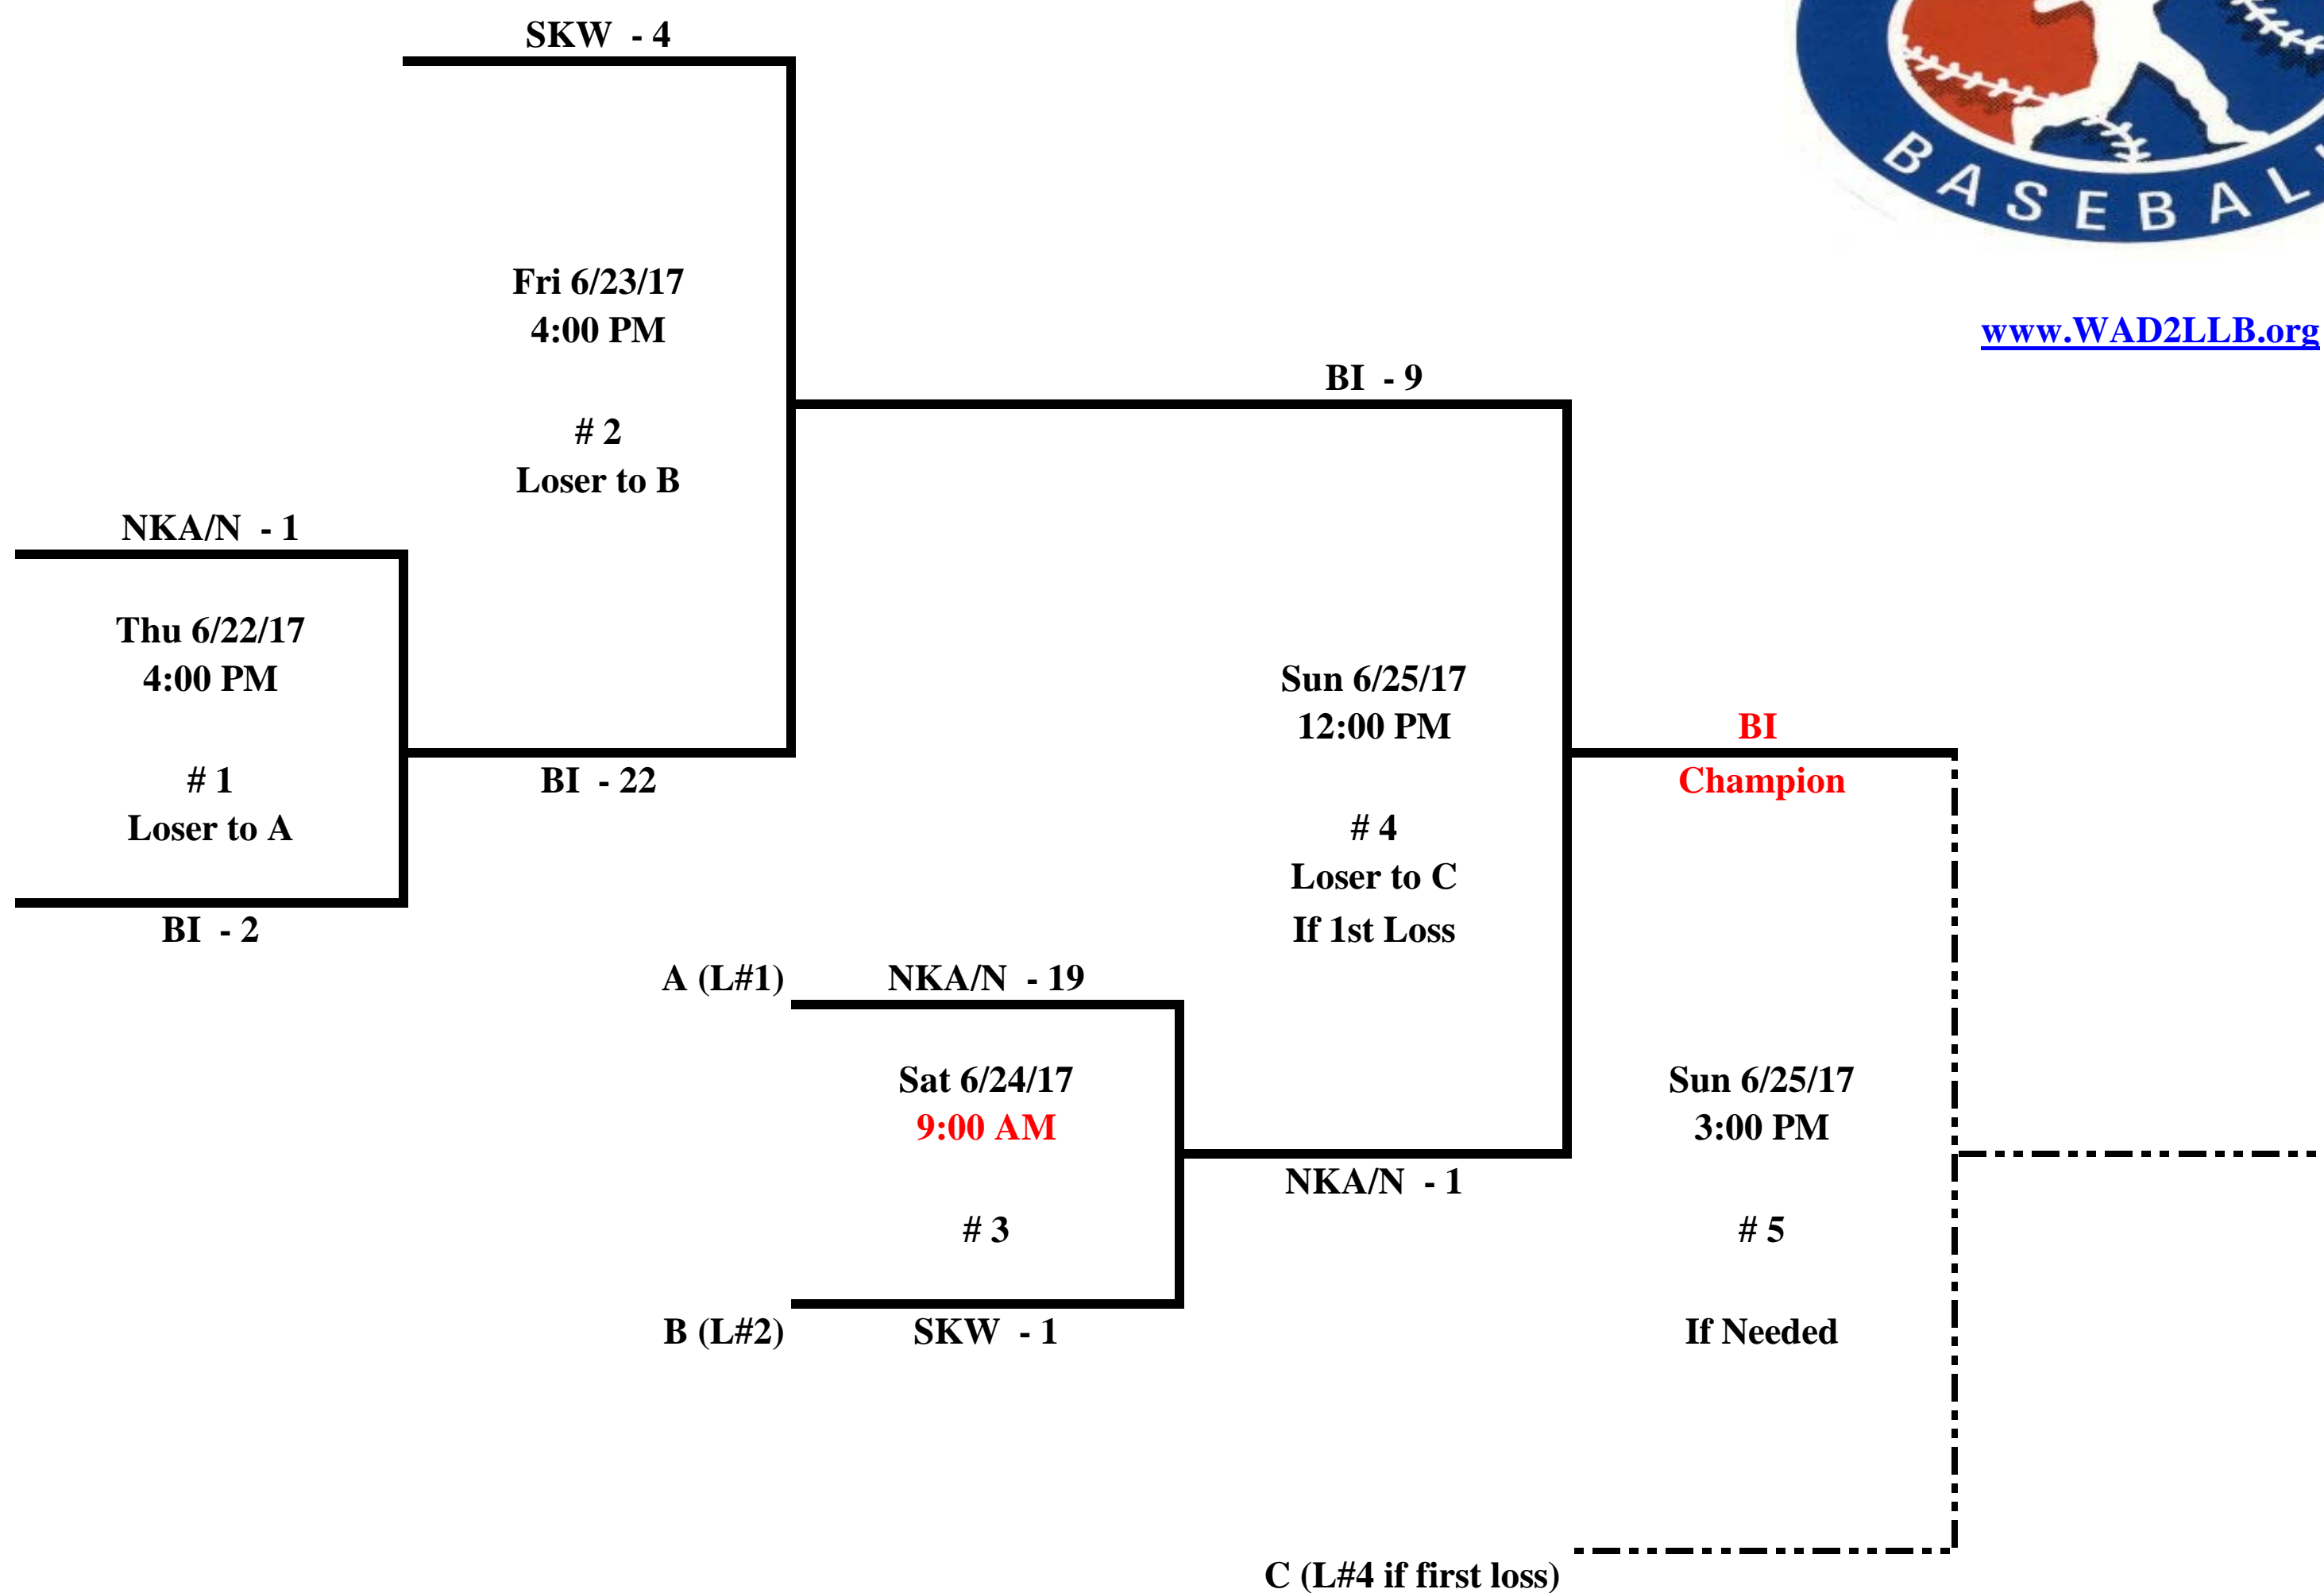 SKW - 4
BASEBAL
Fri 6/23/17
4:00 PM
www.WAD2LLB.org
BI - 9
# 2
Loser to B
NKA/N - 1
Thu 6/22/17
4:00 PM
Sun 6/25/17
12:00 PM
BI
# 1
BI - 22
Champion
Loser to A
# 4
Loser to C
BI - 2
If 1st Loss
A (L#1)
NKA/N - 19
Sat 6/24/17
Sun 6/25/17
9:00 AM
3:00 PM
NKA/N - 1
# 3
# 5
B (L#2)
SKW - 1
If Needed
C (L#4 if first loss)